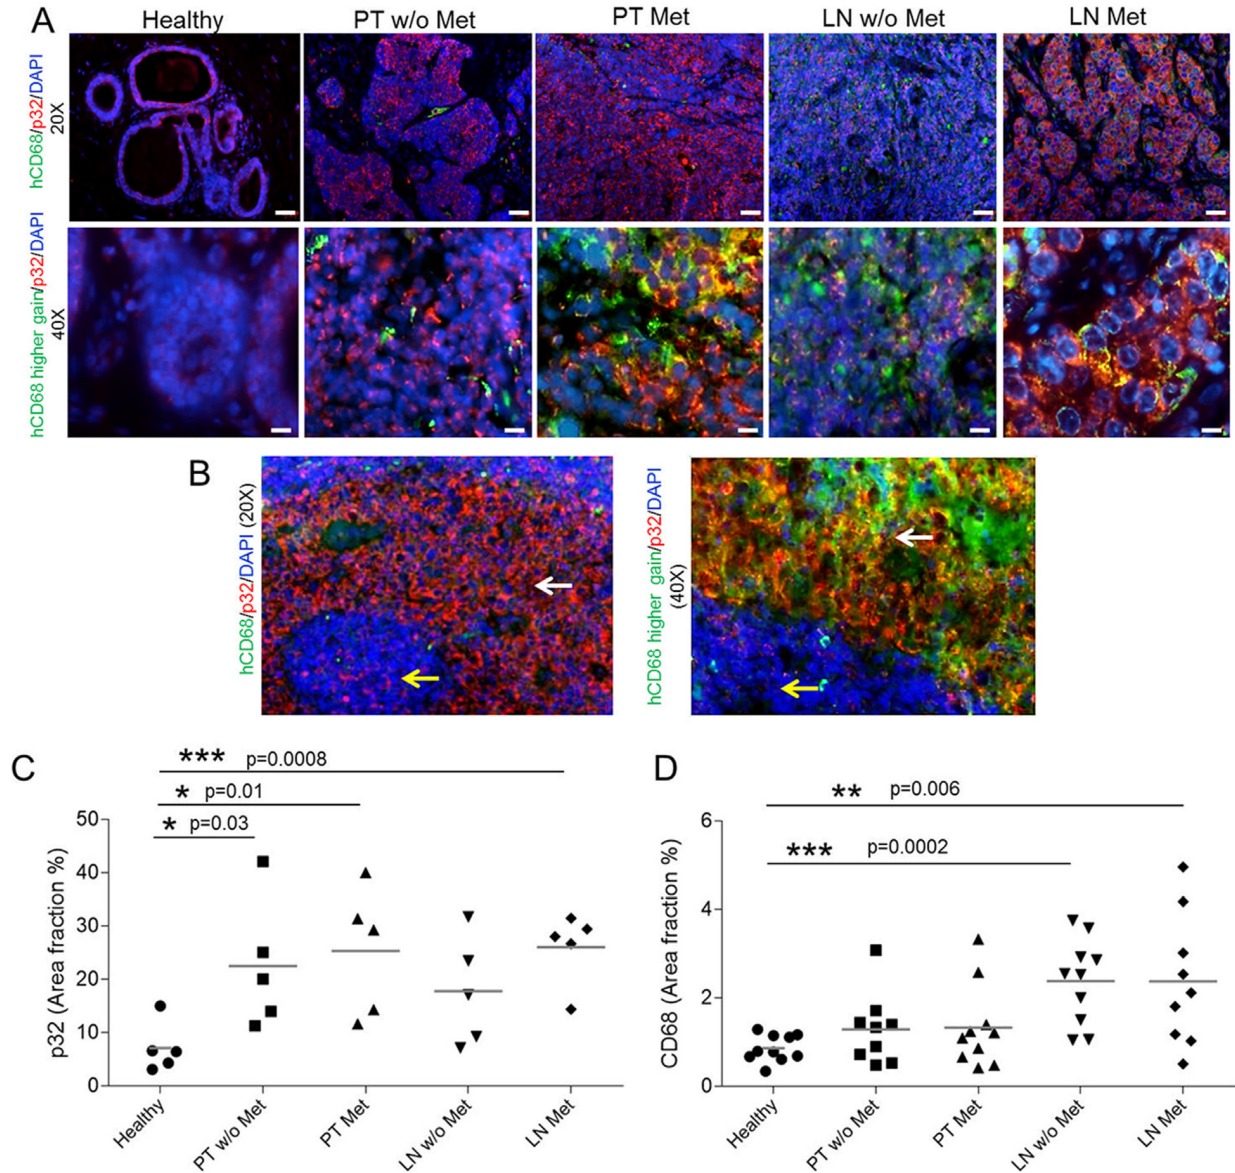 A
Healthy
PT w/o Met
PT Met
LN w/o Met
LN Met
hCD68/p32/DAPI
20X
hCD68 higher gain/p32/DAPI
40X
B
hCD68/p32/DAPI (20X)
hCD68 higher gain/p32/DAPI
(40X)
C
*** p=0.0008
* p=0.01
* p=0.03
p32 (Area fraction %)
50
40
30
20
10
0
Healthy
PT w/o Met
PT Met
LN w/o Met
LN Met
D
** p=0.006
*** p=0.0002
CD68 (Area fraction %)
6
4
2
0
Healthy
PT w/o Met
PT Met
LN w/o Met
LN Met